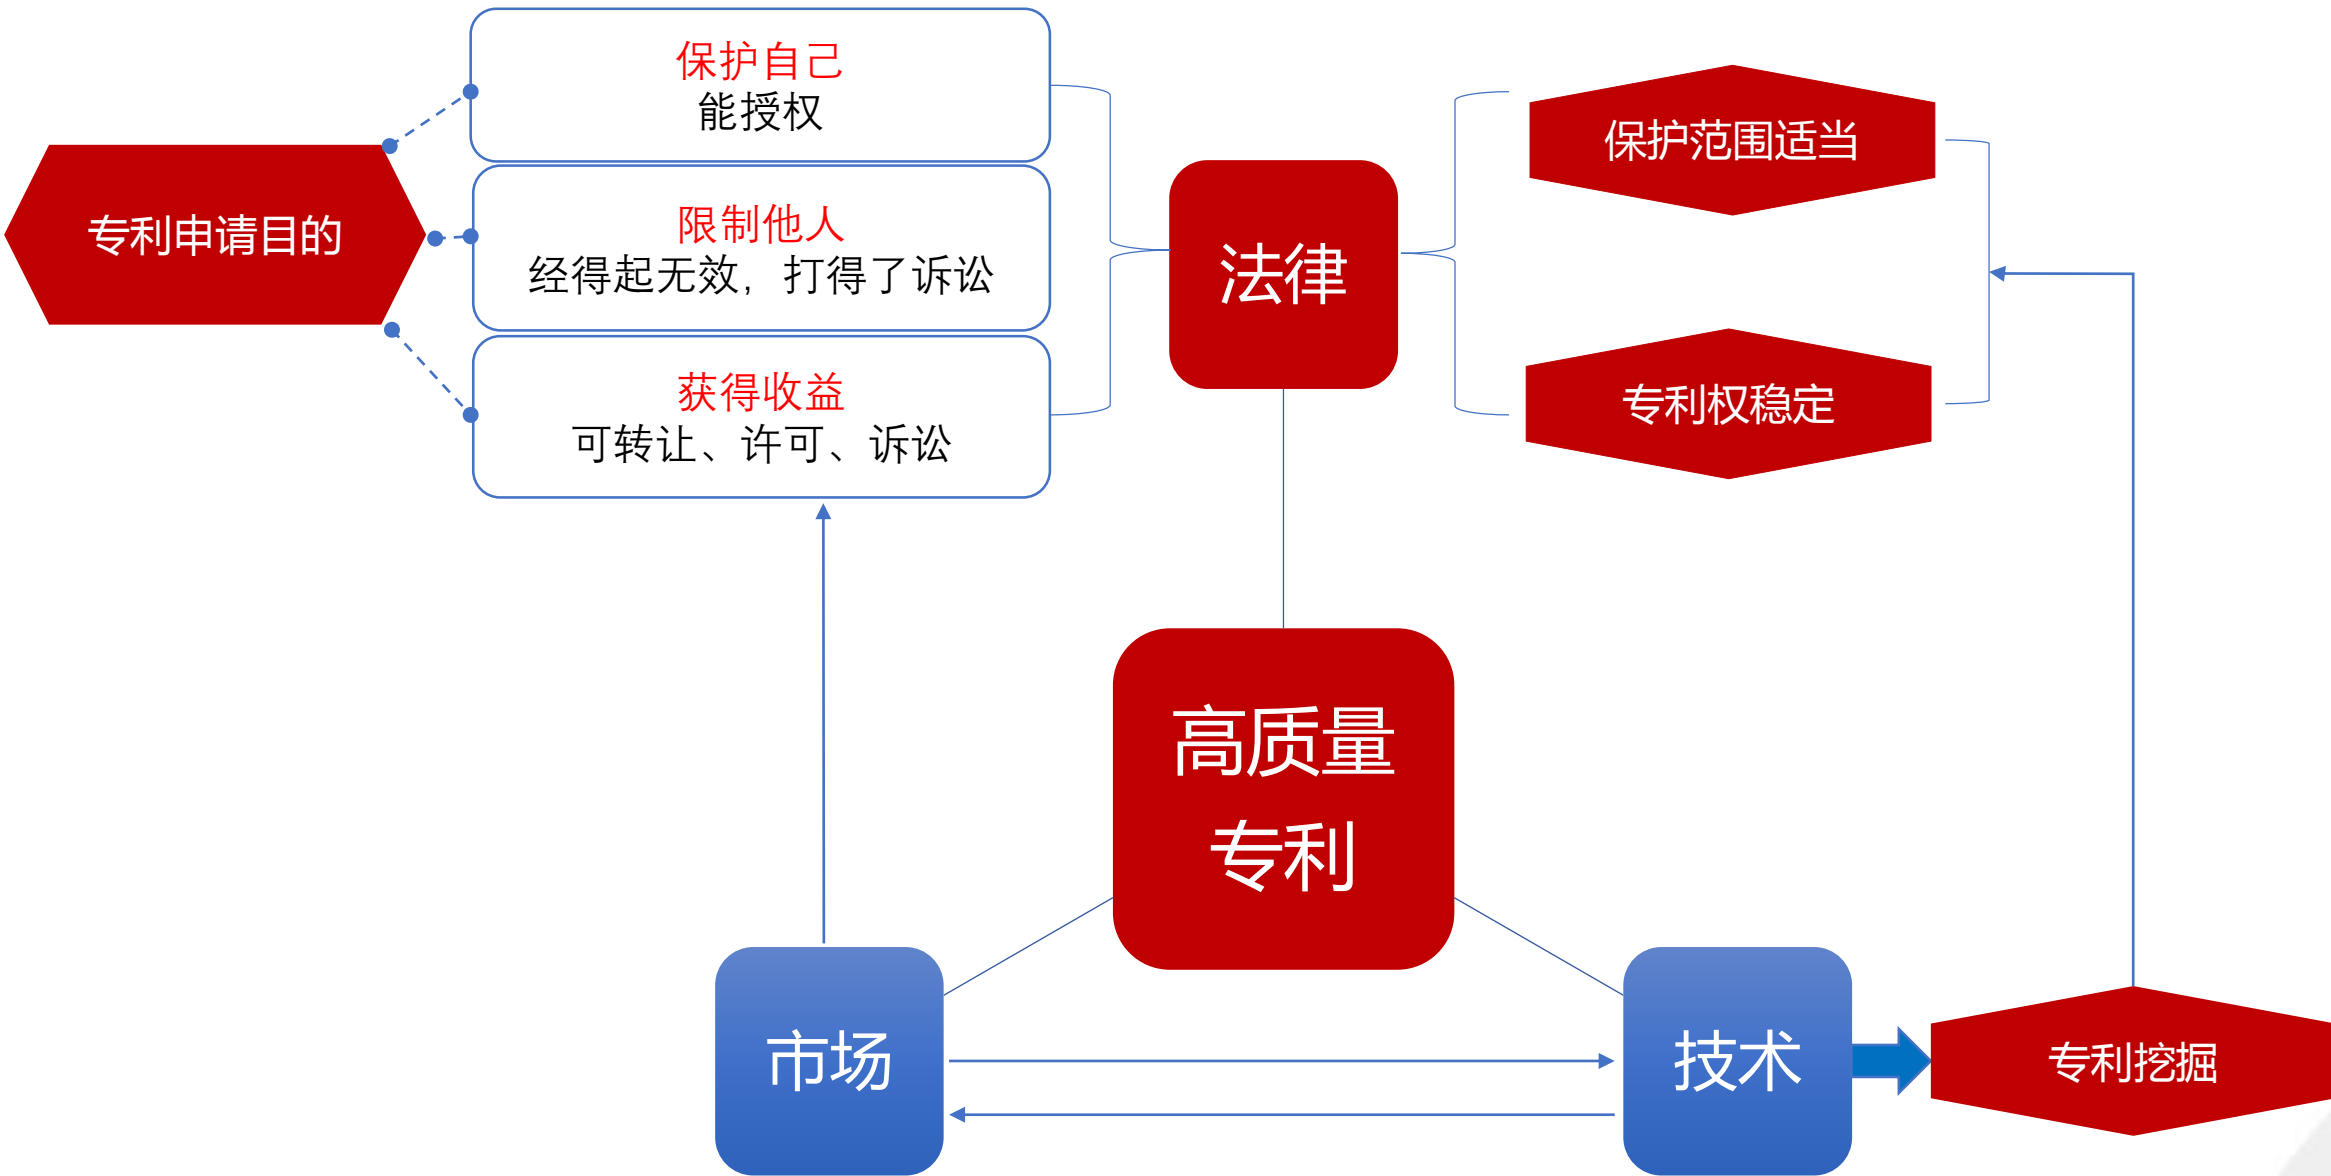 保护自己
能授权
专利申请目的
限制他人
经得起无效，打得了诉讼
获得收益
可转让、许可、诉讼
法律
保护范围适当
专利权稳定
高质量
专利
市场
技术
专利挖掘